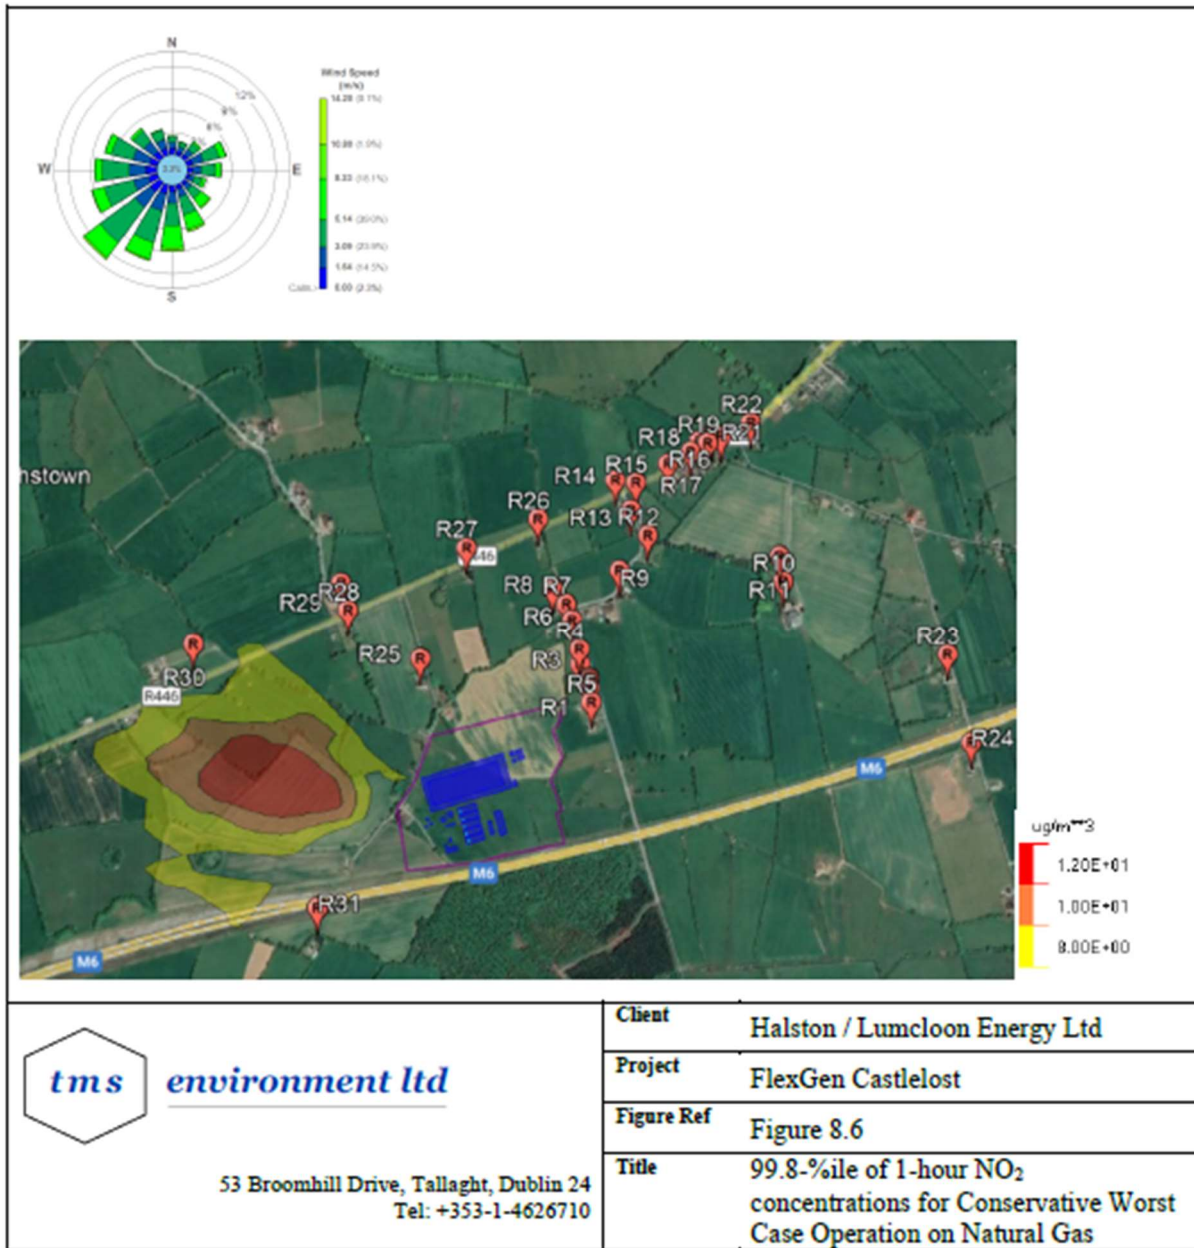 N
Wind Speed
(m/s)
12%
9%
6%
W
E
S
hstown
R22
R19
R21
R18
R16
R15
R14
R17
R26
R13
R12
R27
R10
R9
R8
R7
R11
R28
R29
R6
R4
R23
R25
R3
R30
R5
R446
R1
R24
M6
M6
R31
M6
ug/m**3
1.20E+01
1.00E+01
8.00E+00
tms environment ltd
53 Broomhill Drive, Tallaght, Dublin 24
Tel: +353-1-4626710
Client
Halston / Lumcloon Energy Ltd
Project
FlexGen Castlelost
Figure Ref
Figure 8.6
Title
99.8-%ile of 1-hour NO₂
concentrations for Conservative Worst
Case Operation on Natural Gas